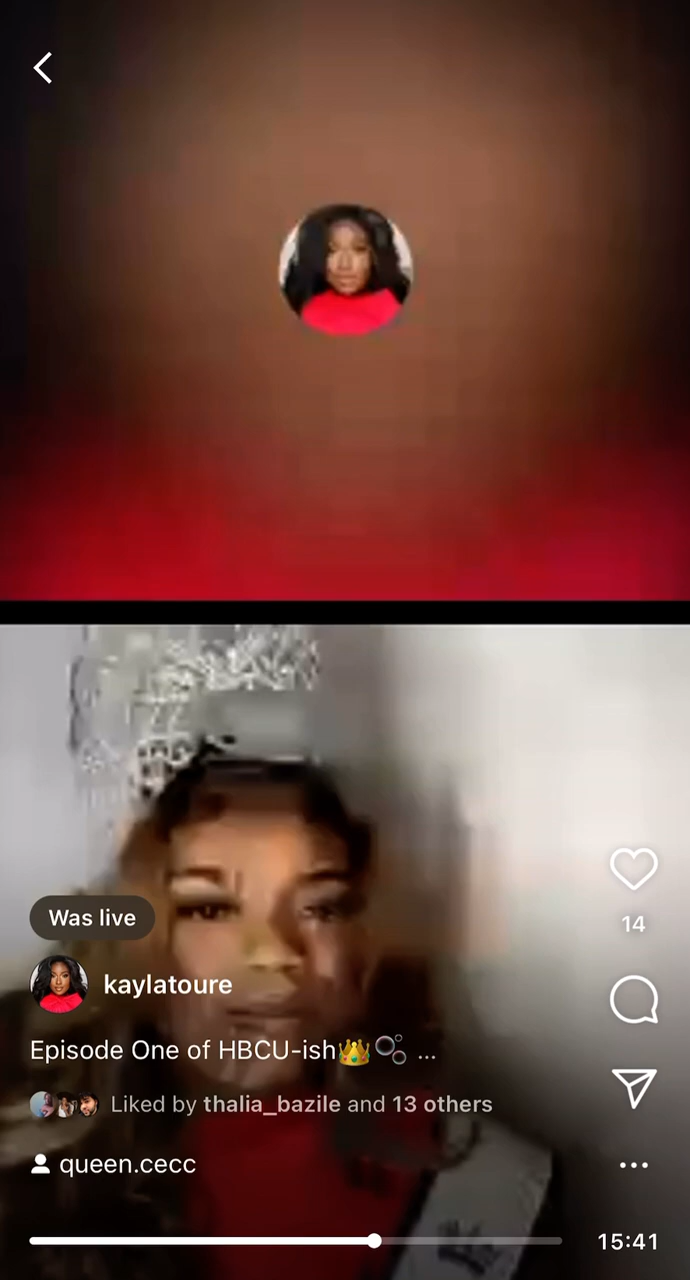 Was live
kaylatoure
Episode One of HBCU-ish👑🫧 ...
Liked by thalia_bazile and 13 others
queen.cecc
14
15:41